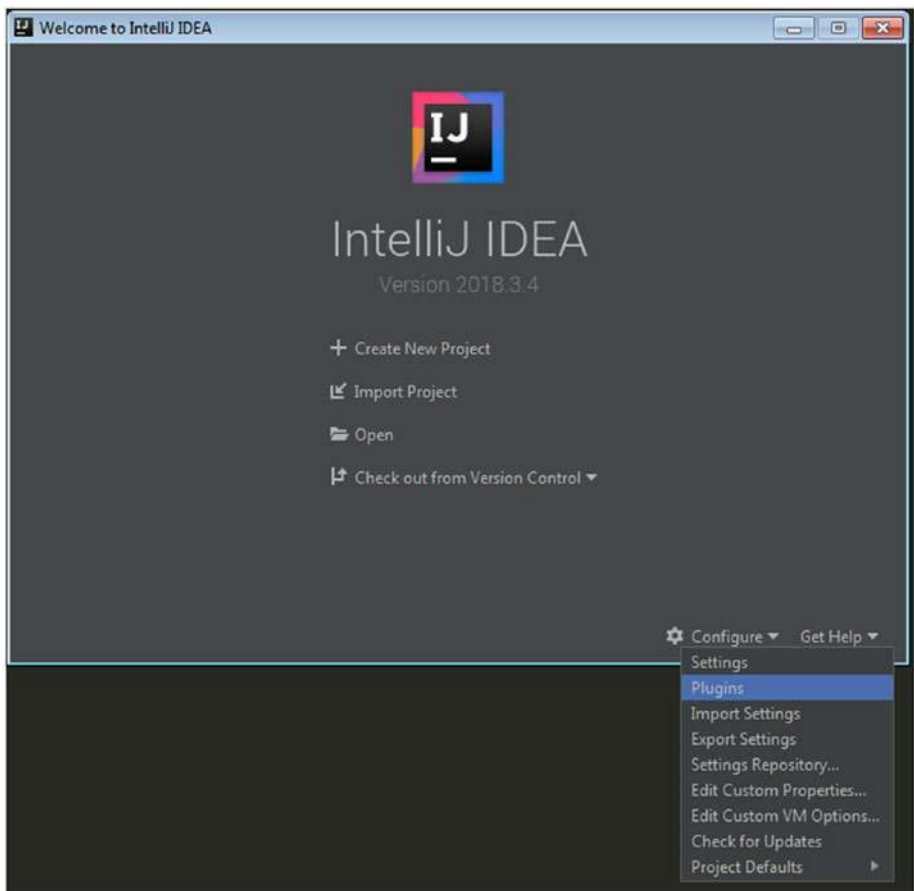 Welcome to IntelliJ IDEA
IJ
IntelliJ IDEA
Version 2018.3.4
Create New Project
Import Project
Open
Check out from Version Control
Configure Get Help
Settings
Plugins
Import Settings
Export Settings
Settings Repository...
Edit Custom Properties...
Edit Custom VM Options...
Check for Updates
Project Defaults